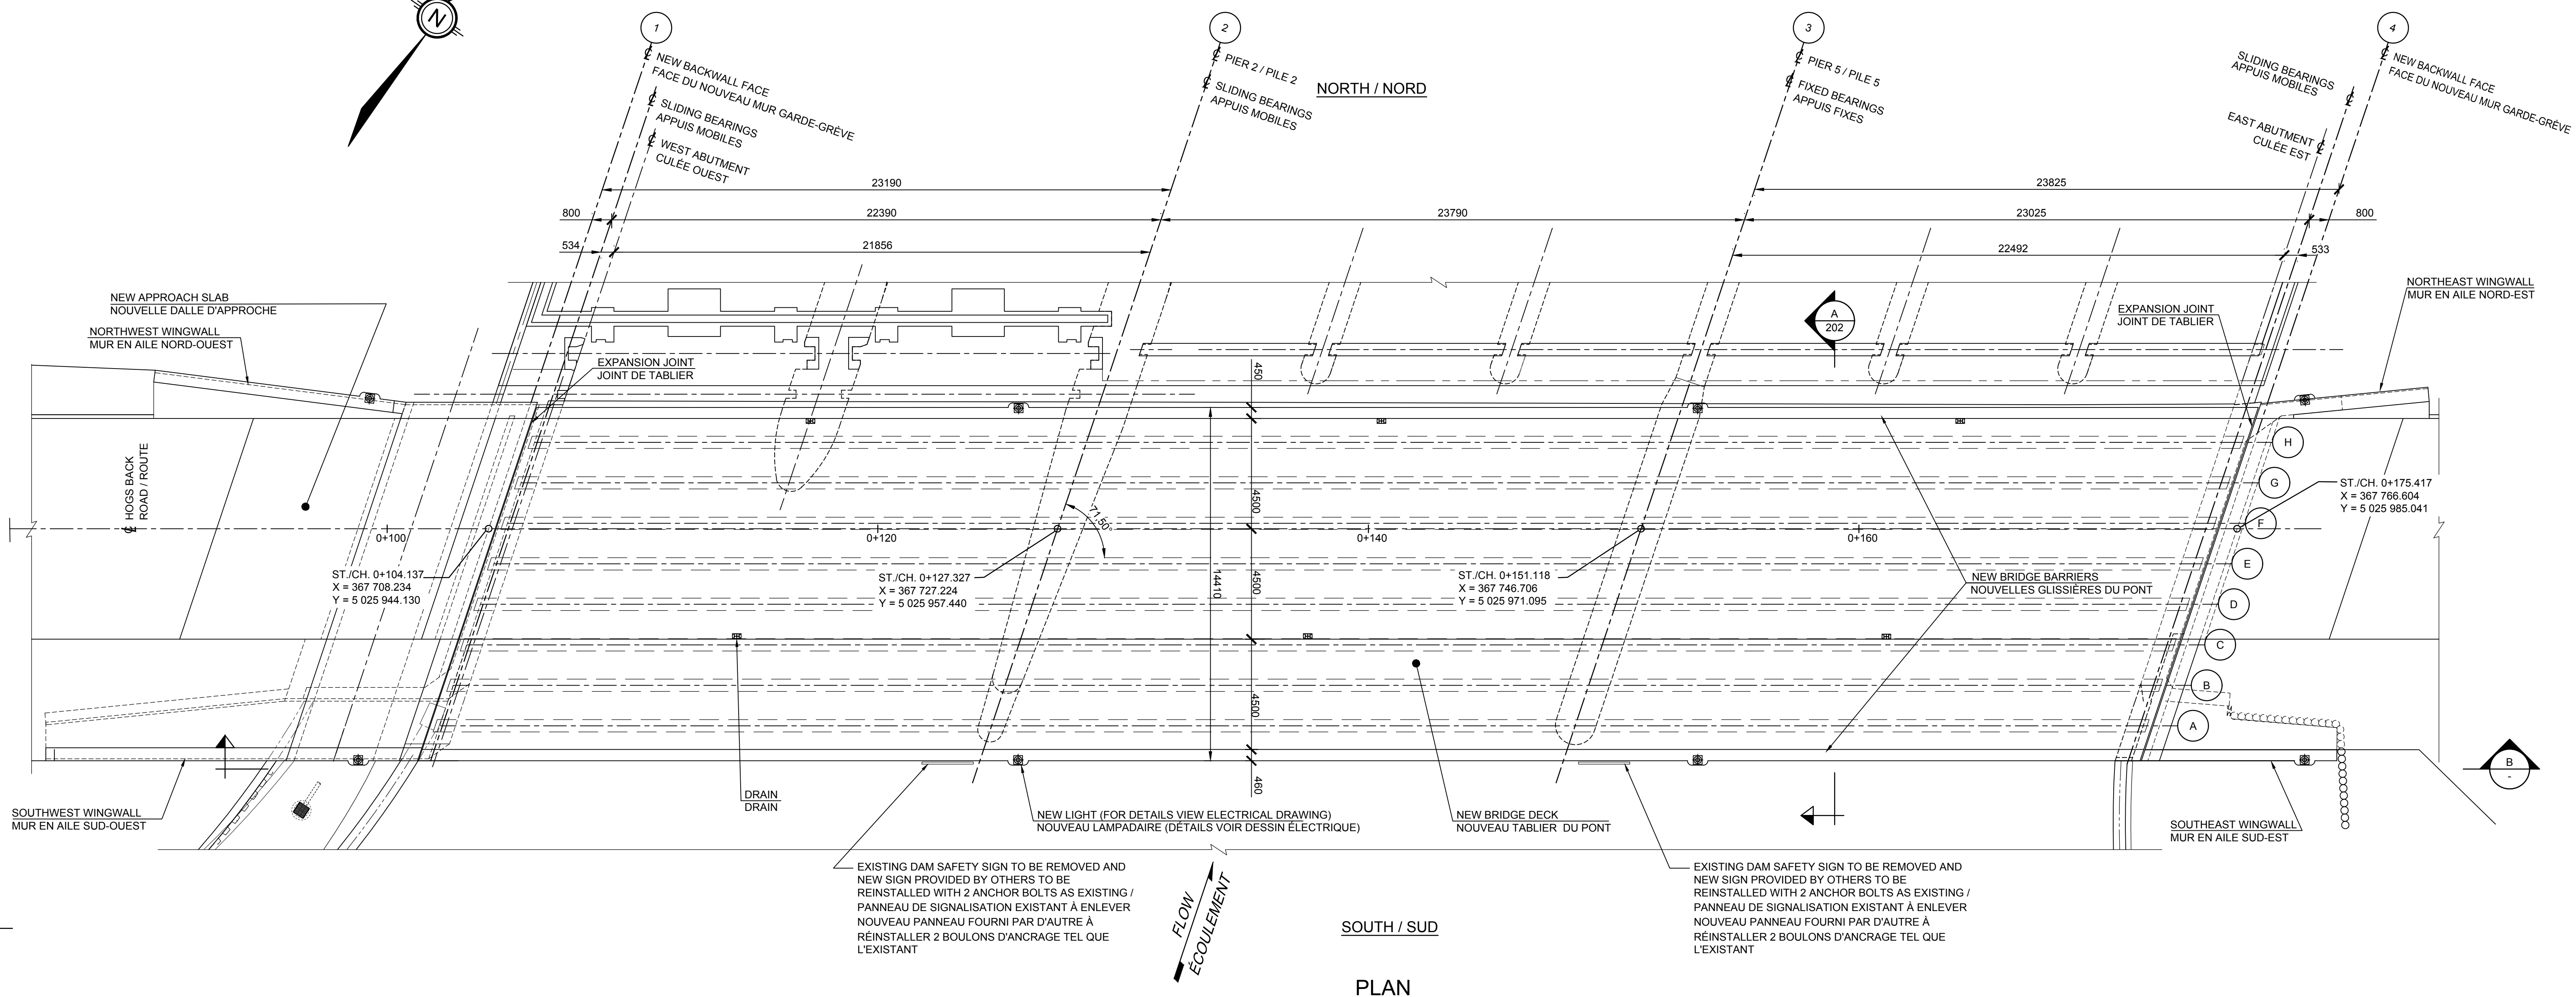 N
1
2
3
4
℄ NEW BACKWALL FACE
FACE DU NOUVEAU MUR GARDE-GRÈVE
℄ SLIDING BEARINGS
APPUIS MOBILES
℄ WEST ABUTMENT
CULÉE OUEST
℄ PIER 2 / PILE 2
℄ SLIDING BEARINGS
APPUIS MOBILES
NORTH / NORD
℄ PIER 5 / PILE 5
℄ FIXED BEARINGS
APPUIS FIXES
SLIDING BEARINGS ℄
APPUIS MOBILES
EAST ABUTMENT ℄
CULÉE EST
℄ NEW BACKWALL FACE
FACE DU NOUVEAU MUR GARDE-GRÈVE
23190
23825
800
22390
23790
23025
800
534
21856
22492
533
NEW APPROACH SLAB
NOUVELLE DALLE D'APPROCHE
NORTHWEST WINGWALL
MUR EN AILE NORD-OUEST
EXPANSION JOINT
JOINT DE TABLIER
A
202
EXPANSION JOINT
JOINT DE TABLIER
NORTHEAST WINGWALL
MUR EN AILE NORD-EST
450
4500
4500
4500
460
14410
71.50°
℄ HOGS BACK
ROAD / ROUTE
0+100
0+120
0+140
0+160
H
G
F
E
D
C
B
A
ST./CH. 0+104.137
X = 367 708.234
Y = 5 025 944.130
ST./CH. 0+127.327
X = 367 727.224
Y = 5 025 957.440
ST./CH. 0+151.118
X = 367 746.706
Y = 5 025 971.095
ST./CH. 0+175.417
X = 367 766.604
Y = 5 025 985.041
NEW BRIDGE BARRIERS
NOUVELLES GLISSIÈRES DU PONT
B
-
SOUTHWEST WINGWALL
MUR EN AILE SUD-OUEST
DRAIN
DRAIN
NEW LIGHT (FOR DETAILS VIEW ELECTRICAL DRAWING)
NOUVEAU LAMPADAIRE (DÉTAILS VOIR DESSIN ÉLECTRIQUE)
NEW BRIDGE DECK
NOUVEAU TABLIER DU PONT
SOUTHEAST WINGWALL
MUR EN AILE SUD-EST
EXISTING DAM SAFETY SIGN TO BE REMOVED AND
NEW SIGN PROVIDED BY OTHERS TO BE
REINSTALLED WITH 2 ANCHOR BOLTS AS EXISTING /
PANNEAU DE SIGNALISATION EXISTANT À ENLEVER
NOUVEAU PANNEAU FOURNI PAR D'AUTRE À
RÉINSTALLER 2 BOULONS D'ANCRAGE TEL QUE
L'EXISTANT
FLOW
ÉCOULEMENT
SOUTH / SUD
EXISTING DAM SAFETY SIGN TO BE REMOVED AND
NEW SIGN PROVIDED BY OTHERS TO BE
REINSTALLED WITH 2 ANCHOR BOLTS AS EXISTING /
PANNEAU DE SIGNALISATION EXISTANT À ENLEVER
NOUVEAU PANNEAU FOURNI PAR D'AUTRE À
RÉINSTALLER 2 BOULONS D'ANCRAGE TEL QUE
L'EXISTANT
PLAN